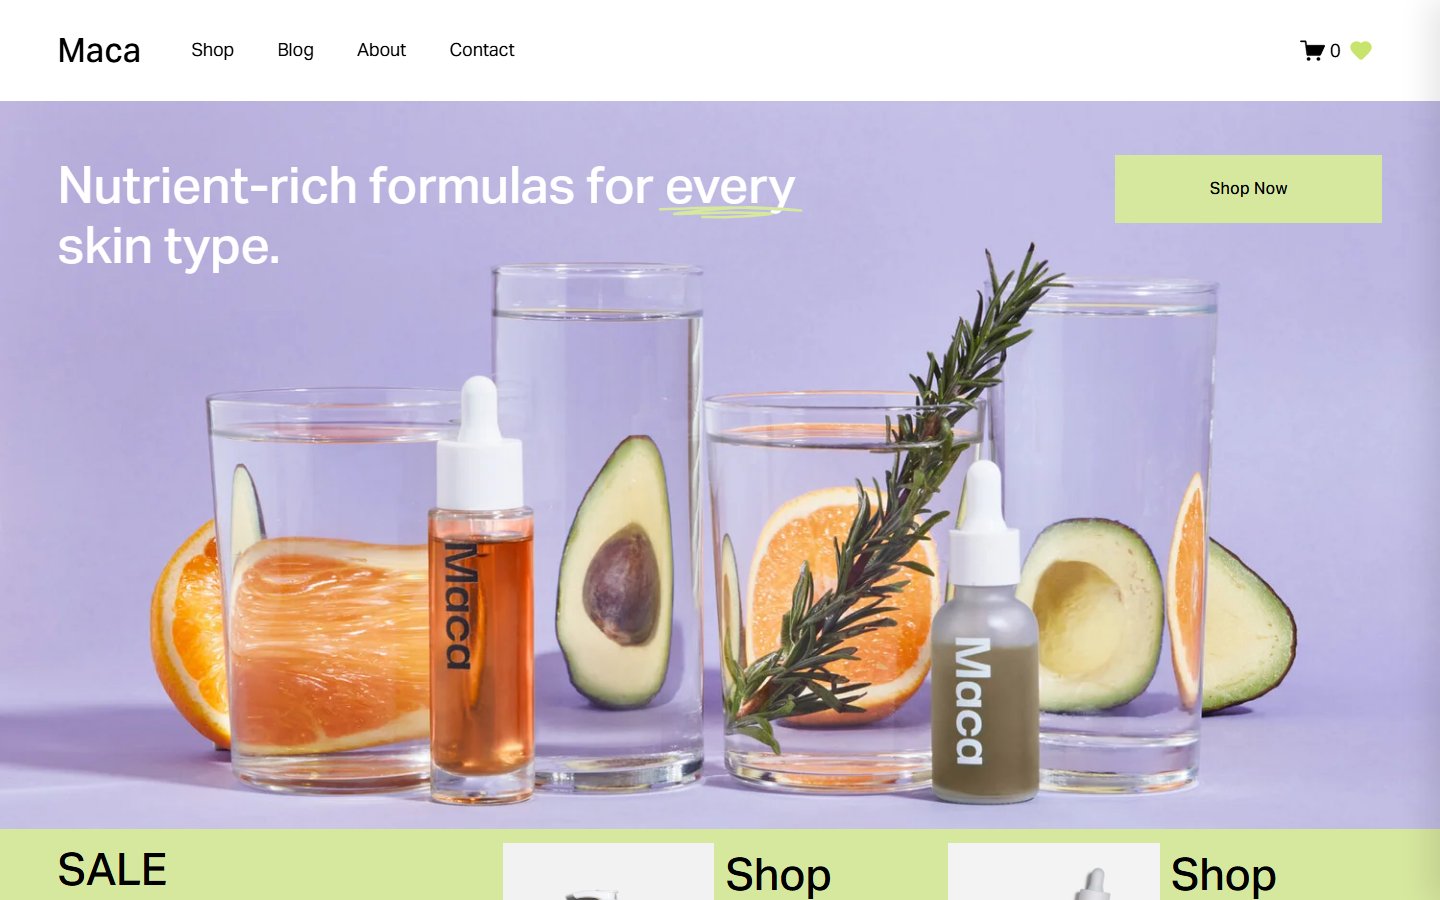 Maca
Shop
Blog
About
Contact
0
Nutrient-rich formulas for every
skin type.
Shop Now
Maca
Maca
SALE
Shop
Shop